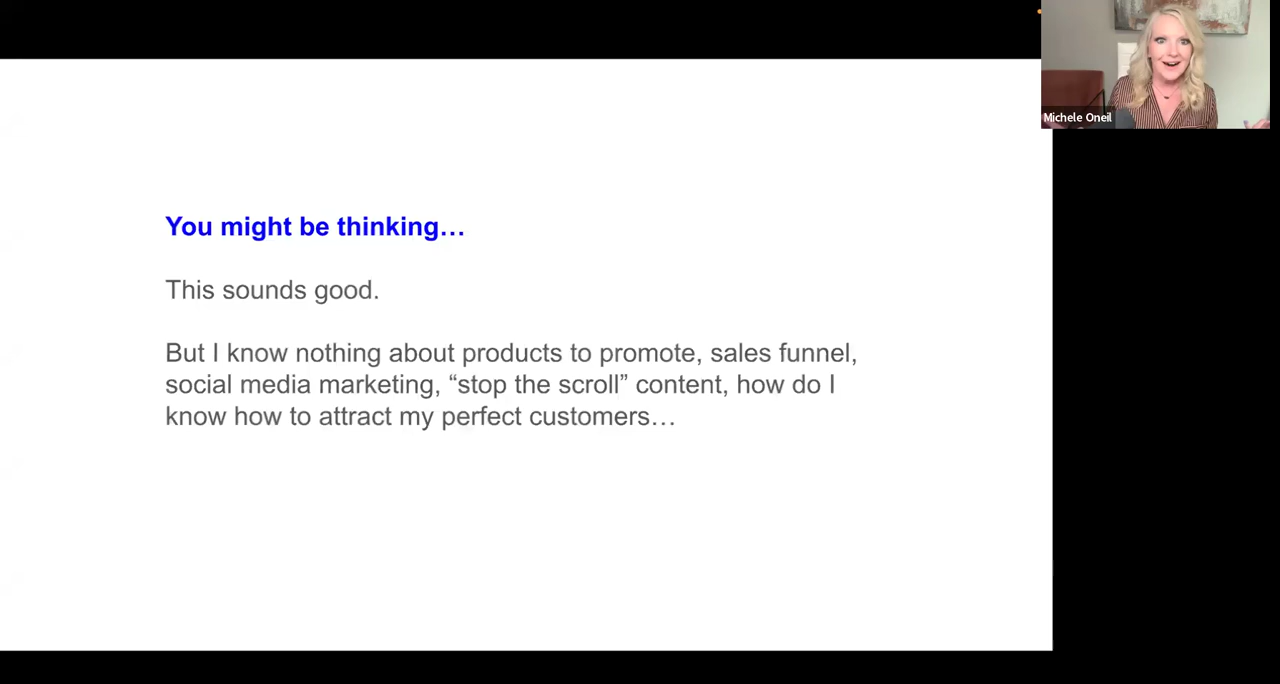 Michele Oneil
You might be thinking…
This sounds good.
But I know nothing about products to promote, sales funnel,
social media marketing, “stop the scroll” content, how do I
know how to attract my perfect customers…